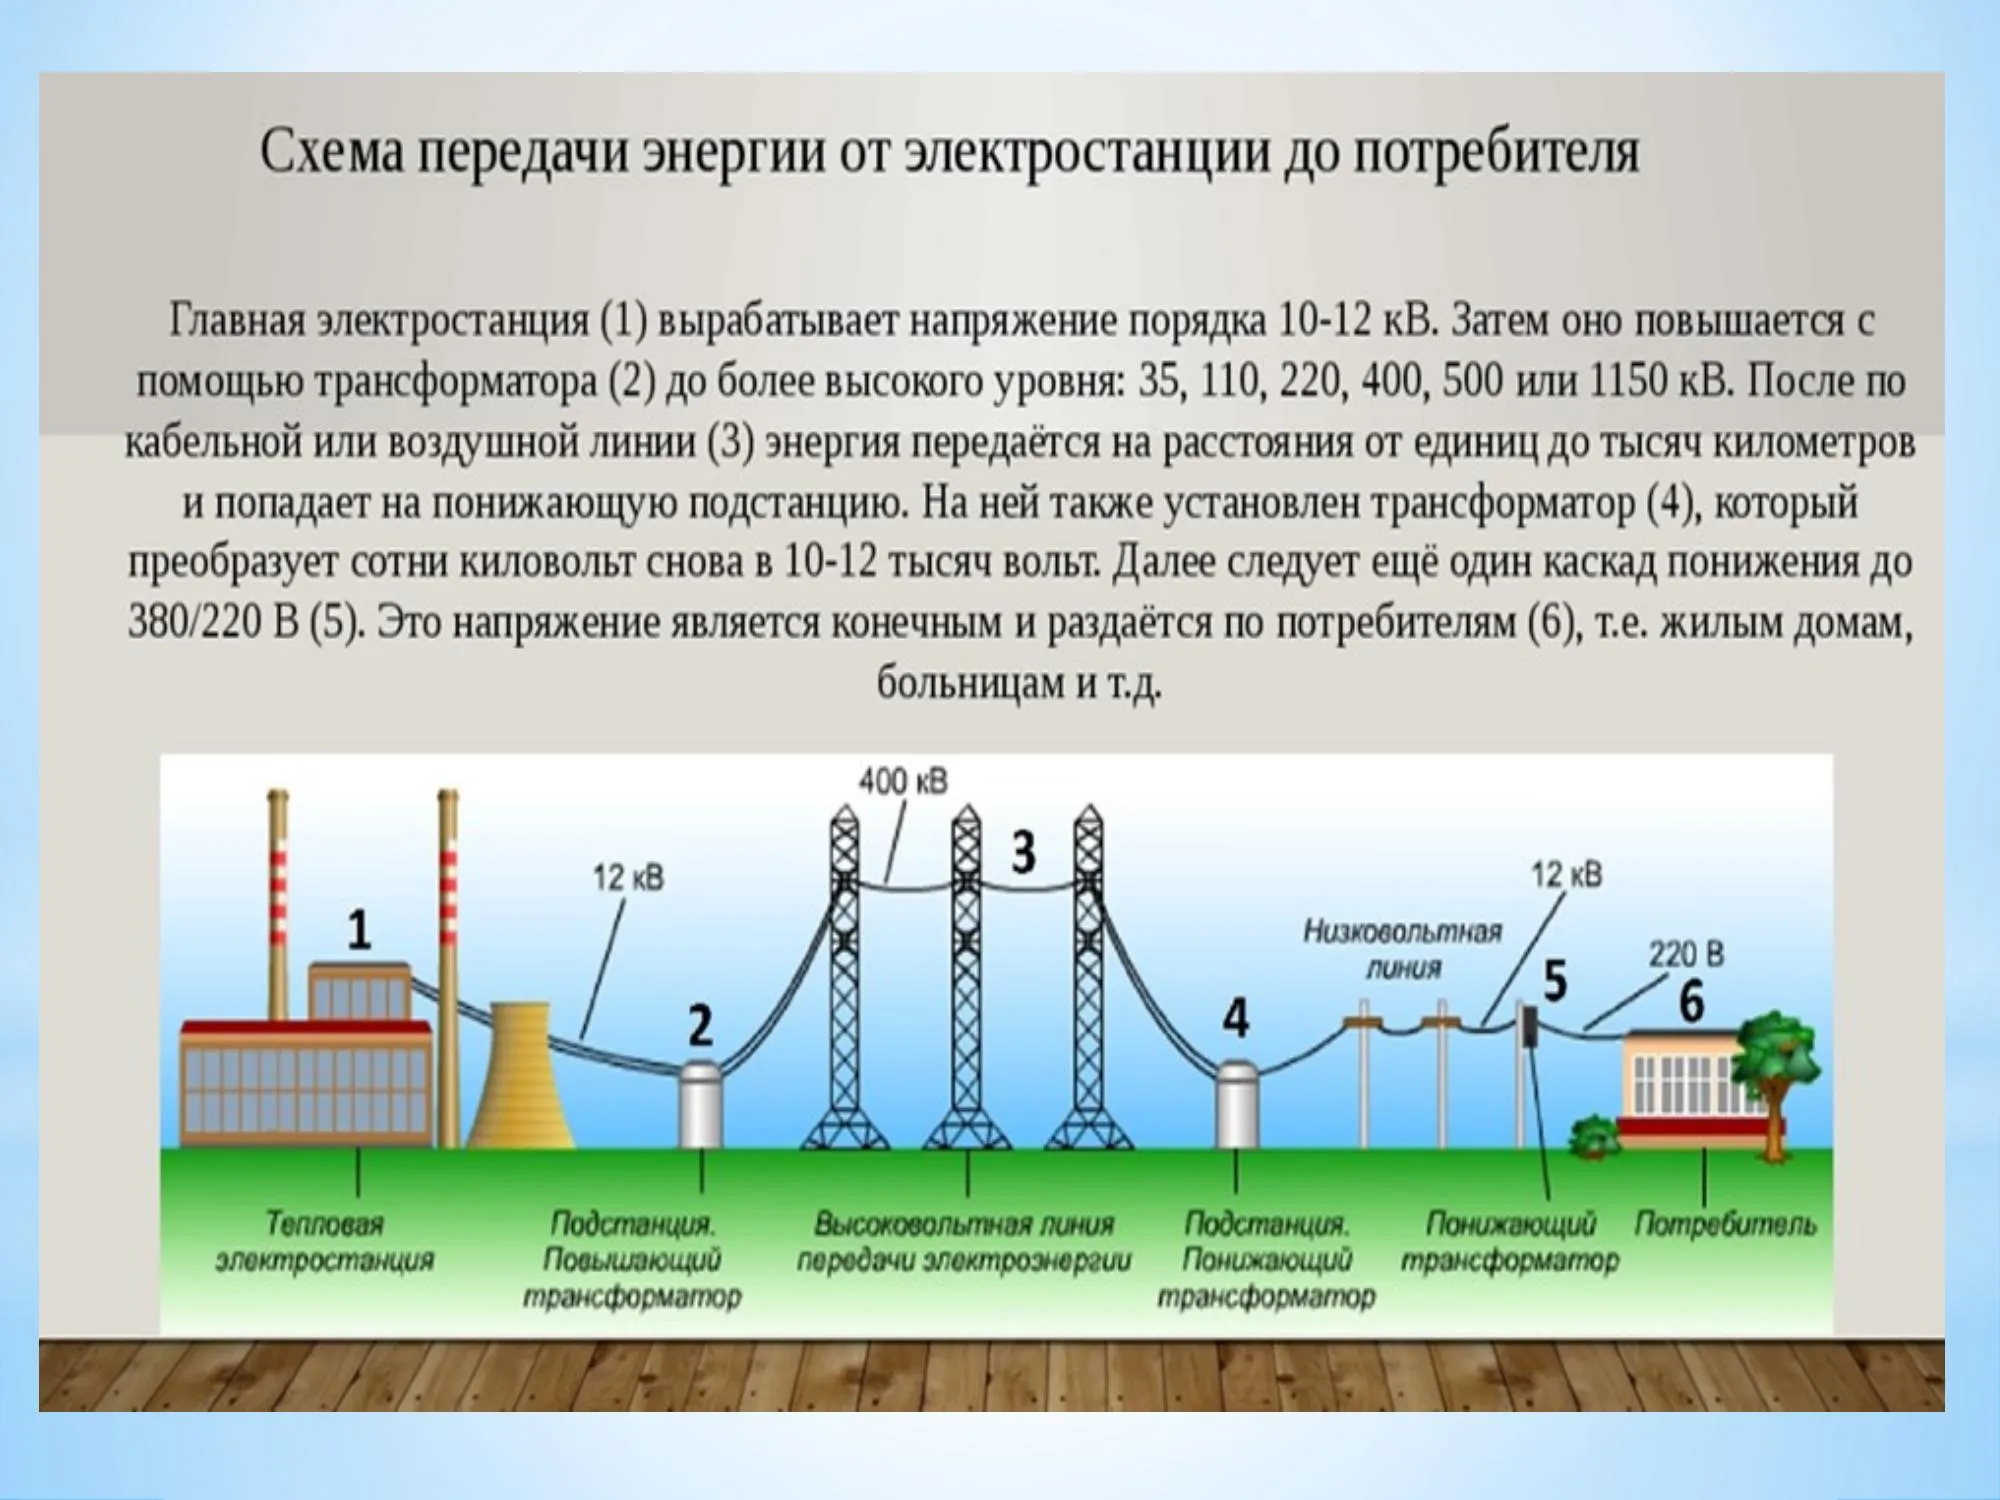 Схема передачи энергии от электростанции до потребителя
Главная электростанция (1) вырабатывает напряжение порядка 10-12 кВ. Затем оно повышается с
помощью трансформатора (2) до более высокого уровня: 35, 110, 220, 400, 500 или 1150 кВ. После по
кабельной или воздушной линии (3) энергия передаётся на расстояния от единиц до тысяч километров
и попадает на понижающую подстанцию. На ней также установлен трансформатор (4), который
преобразует сотни киловольт снова в 10-12 тысяч вольт. Далее следует ещё один каскад понижения до
380/220 В (5). Это напряжение является конечным и раздаётся по потребителям (6), т.е. жилым домам,
больницам и т.д.
400 кВ
3
12 кВ
12 кВ
1
Низковольтная
линия
220 В
5
6
2
4
Тепловая
электростанция
Подстанция.
Повышающий
трансформатор
Высоковольтная линия
передачи электроэнергии
Подстанция.
Понижающий
трансформатор
Понижающий
трансформатор
Потребитель